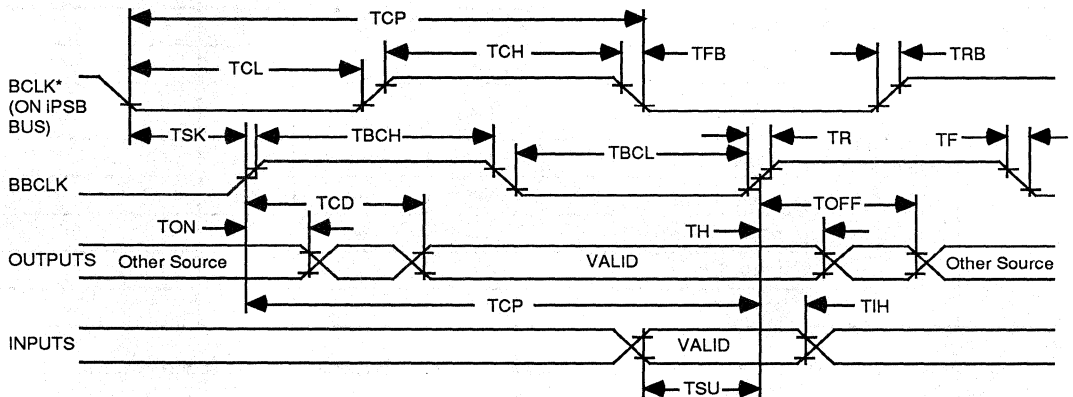 TCP
TCH
TFB
TRB
TCL
BCLK*
(ON iPSB
BUS)
TSK
TBCH
TBCL
TR
TF
BBCLK
TCD
TOFF
TON
TH
OUTPUTS
Other Source
VALID
Other Source
TCP
TIH
INPUTS
VALID
TSU